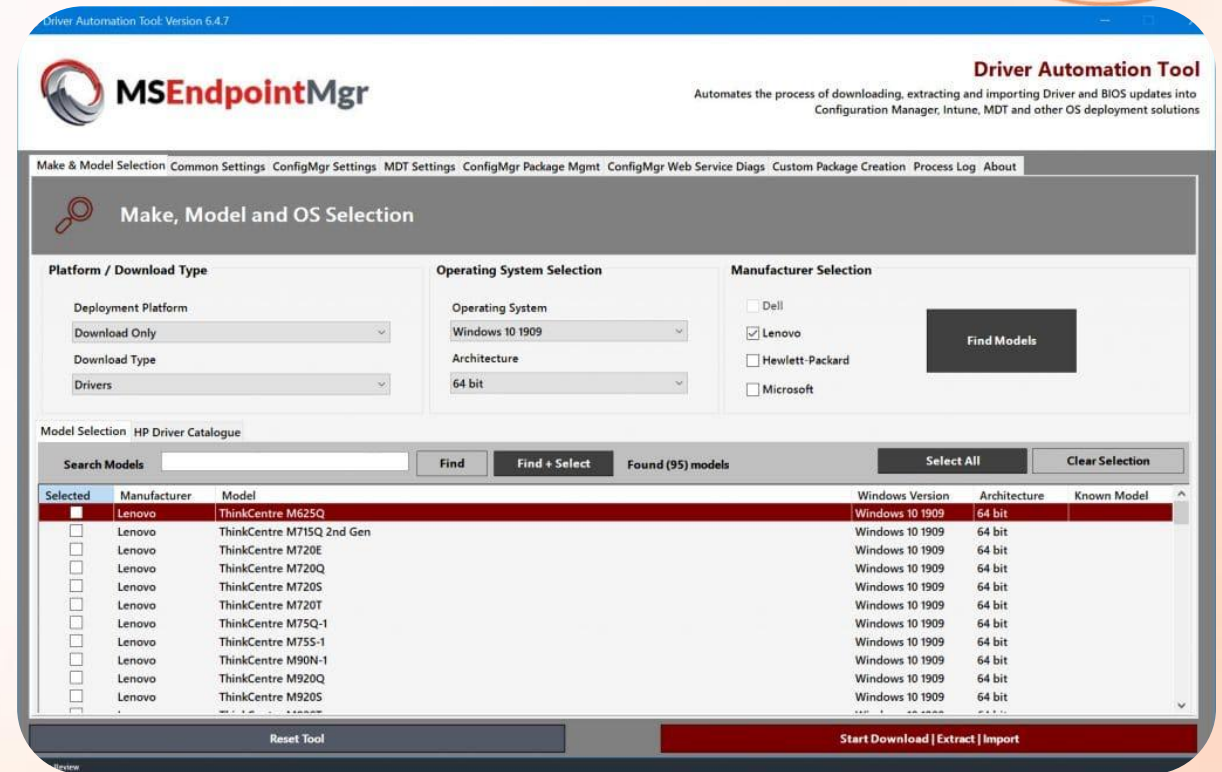 Driver Automation Tool: Version 6.4.7
MSEndpointMgr
Driver Automation Tool
Automates the process of downloading, extracting and importing Driver and BIOS updates into
Configuration Manager, Intune, MDT and other OS deployment solutions
Make & Model Selection Common Settings ConfigMgr Settings MDT Settings ConfigMgr Package Mgmt ConfigMgr Web Service Diags Custom Package Creation Process Log About
Make, Model and OS Selection
Platform / Download Type
Deployment Platform
Download Only
Download Type
Drivers
Operating System Selection
Operating System
Windows 10 1909
Architecture
64 bit
Manufacturer Selection
Dell
Lenovo
Hewlett-Packard
Microsoft
Find Models
Model Selection HP Driver Catalogue
Search Models Find Find + Select Found (95) models Select All Clear Selection
Selected Manufacturer Model Windows Version Architecture Known Model
Lenovo ThinkCentre M625Q Windows 10 1909 64 bit
Lenovo ThinkCentre M715Q 2nd Gen Windows 10 1909 64 bit
Lenovo ThinkCentre M720E Windows 10 1909 64 bit
Lenovo ThinkCentre M720Q Windows 10 1909 64 bit
Lenovo ThinkCentre M720S Windows 10 1909 64 bit
Lenovo ThinkCentre M720T Windows 10 1909 64 bit
Lenovo ThinkCentre M75Q-1 Windows 10 1909 64 bit
Lenovo ThinkCentre M75S-1 Windows 10 1909 64 bit
Lenovo ThinkCentre M90N-1 Windows 10 1909 64 bit
Lenovo ThinkCentre M920Q Windows 10 1909 64 bit
Lenovo ThinkCentre M920S Windows 10 1909 64 bit
Reset Tool Start Download | Extract | Import
Review